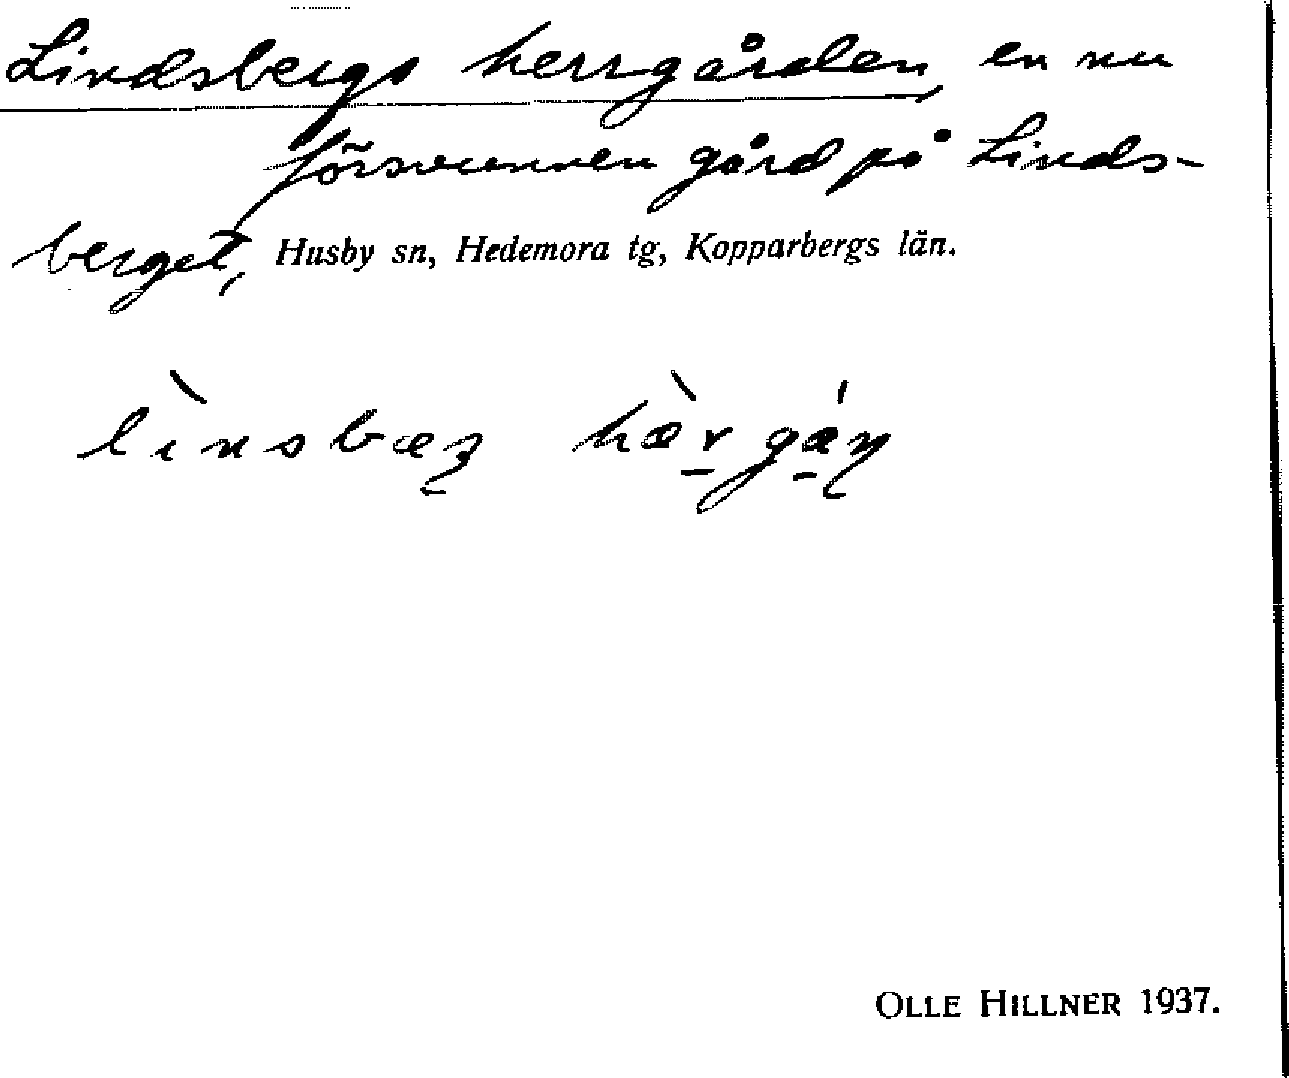 Lindsbergs herrgården, en nu
försvunnen gård på Linds-
berget, Husby sn, Hedemora tg, Kopparbergs län.
OLLE HILLNER 1937.